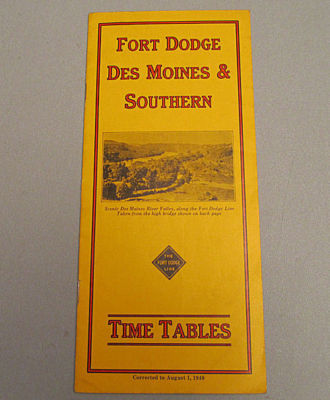 FORT DODGE
DES MOINES &
SOUTHERN
Scenic Des Moines River Valley, along the Fort Dodge Line
Taken from the high bridge shown on back page
THE
FORT DODGE
LINE
TIME TABLES
Corrected to August 1, 1949